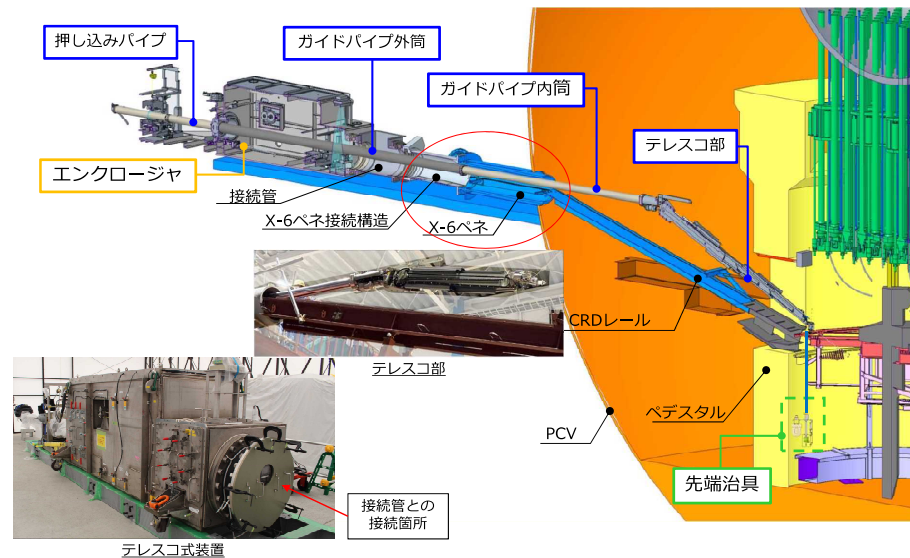 押し込みパイプ
ガイドパイプ外筒
ガイドパイプ内筒
テレスコ部
エンクロージャ
接続管
X-6ペネ接続構造
X-6ペネ
CRDレール
テレスコ部
ペデスタル
PCV
先端治具
接続管との
接続箇所
テレスコ式装置